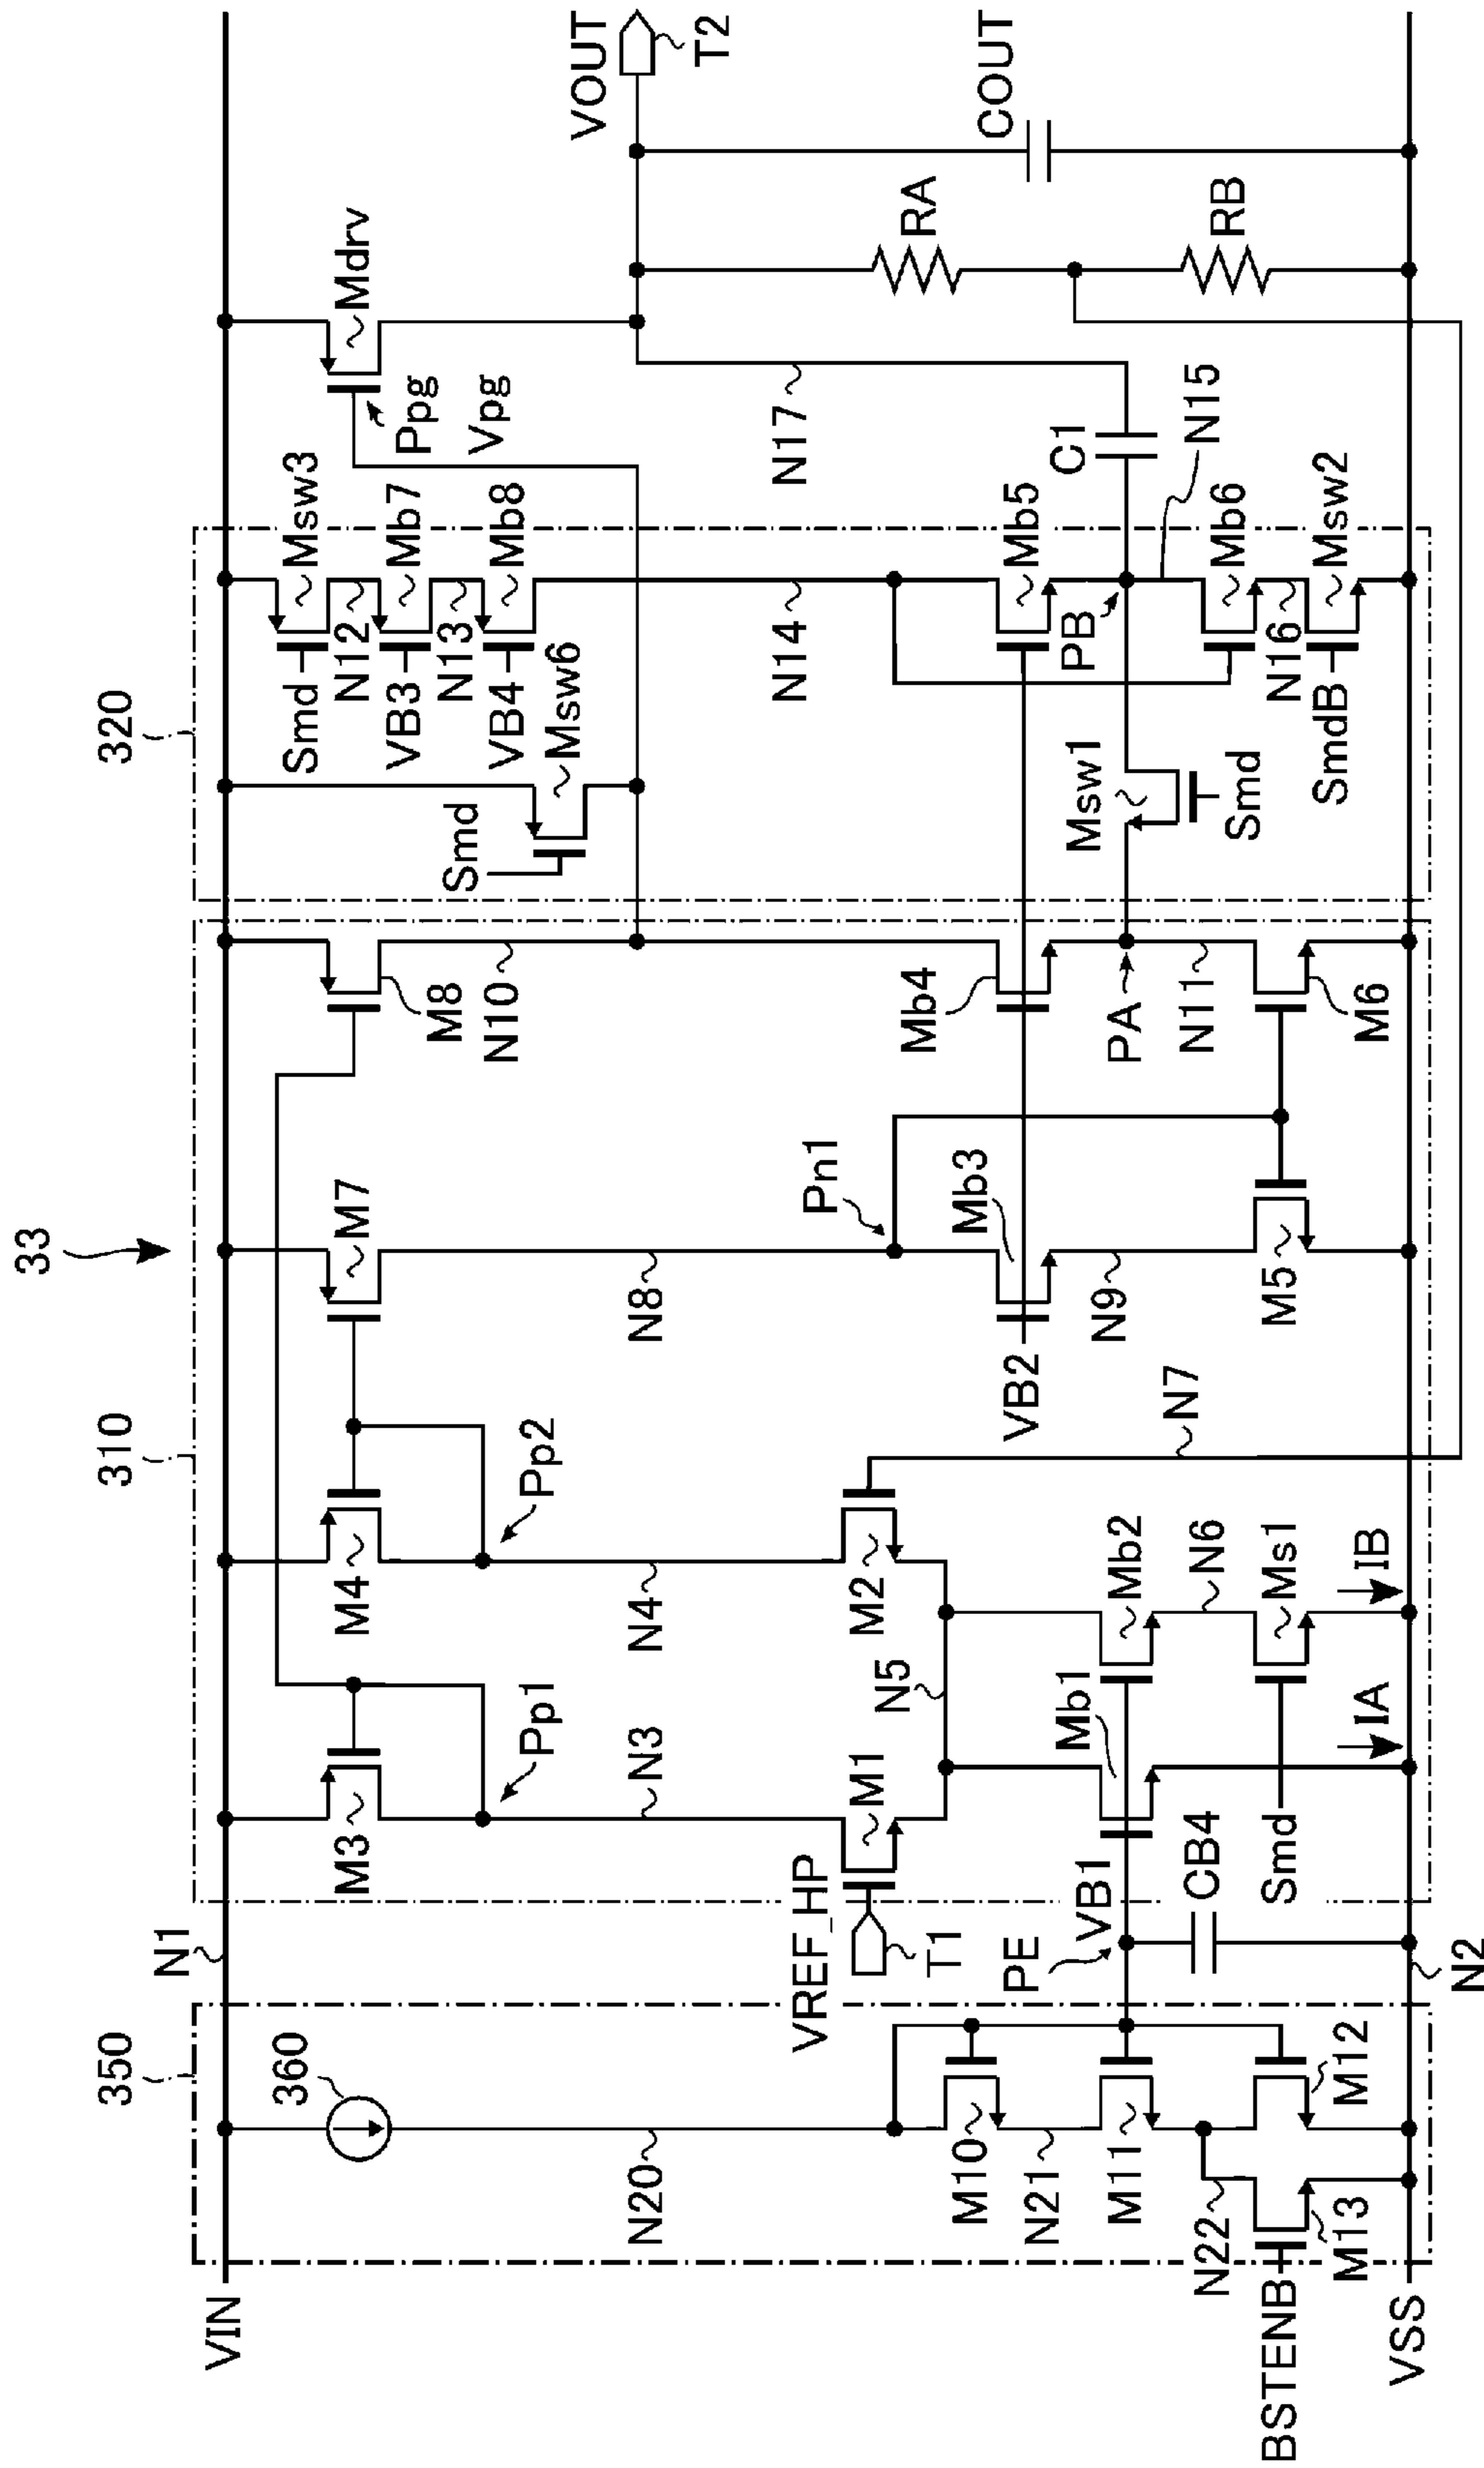 33
350
310
320
VIN
N1
360
N20
M10
N21
M11
N22
M12
M13
BSTENB
VSS
N2
VREF_HP
T1
PE
VB1
CB4
M3
Pp1
N3
M1
N5
Mb1
Smd
IA
M4
Pp2
N4
M2
Mb2
N6
Ms1
IB
N7
M7
N8
Pn1
Mb3
VB2
N9
M5
M8
N10
Mb4
PA
N11
M6
Smd
Msw6
Smd
N12
VB3
N13
VB4
Msw3
Mb7
Mb8
N14
Mb5
PB
Msw1
Smd
N15
Mb6
N16
SmdB
Msw2
C1
N17
Ppg
Vpg
Mdrv
RA
RB
VOUT
T2
COUT